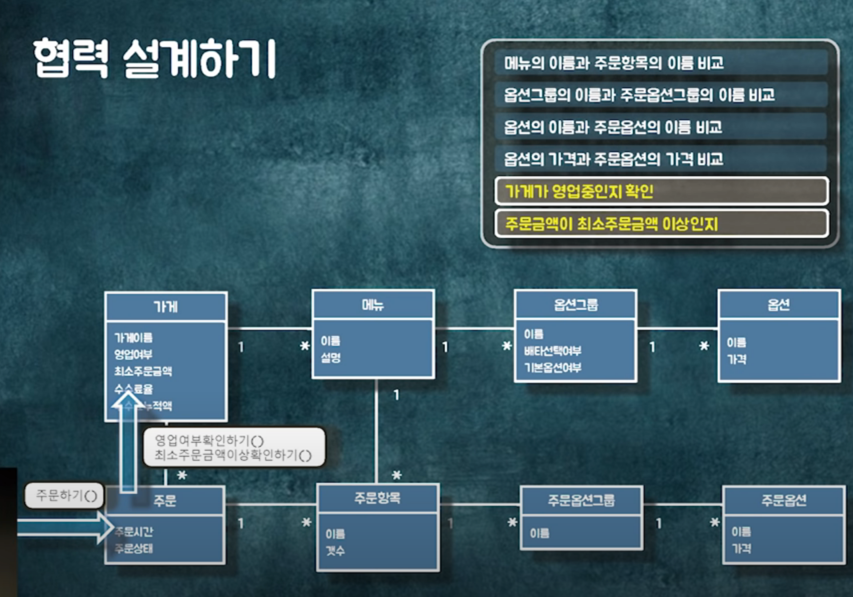 협력 설계하기
메뉴의 이름과 주문항목의 이름 비교
옵션그룹의 이름과 주문옵션그룹의 이름 비교
옵션의 이름과 주문옵션의 이름 비교
옵션의 가격과 주문옵션의 가격 비교
가게가 영업중인지 확인
주문금액이 최소주문금액 이상인지
가게
가게이름
영업여부
최소주문금액
수수료율
적액
1
*
메뉴
이름
설명
1
*
옵션그룹
이름
배타선택여부
기본옵션여부
1
*
옵션
이름
가격
1
영업여부확인하기()
최소주문금액이상확인하기()
*
*
주문하기()
주문
주문시간
주문상태
1
*
주문항목
이름
갯수
1
*
주문옵션그룹
이름
1
*
주문옵션
이름
가격